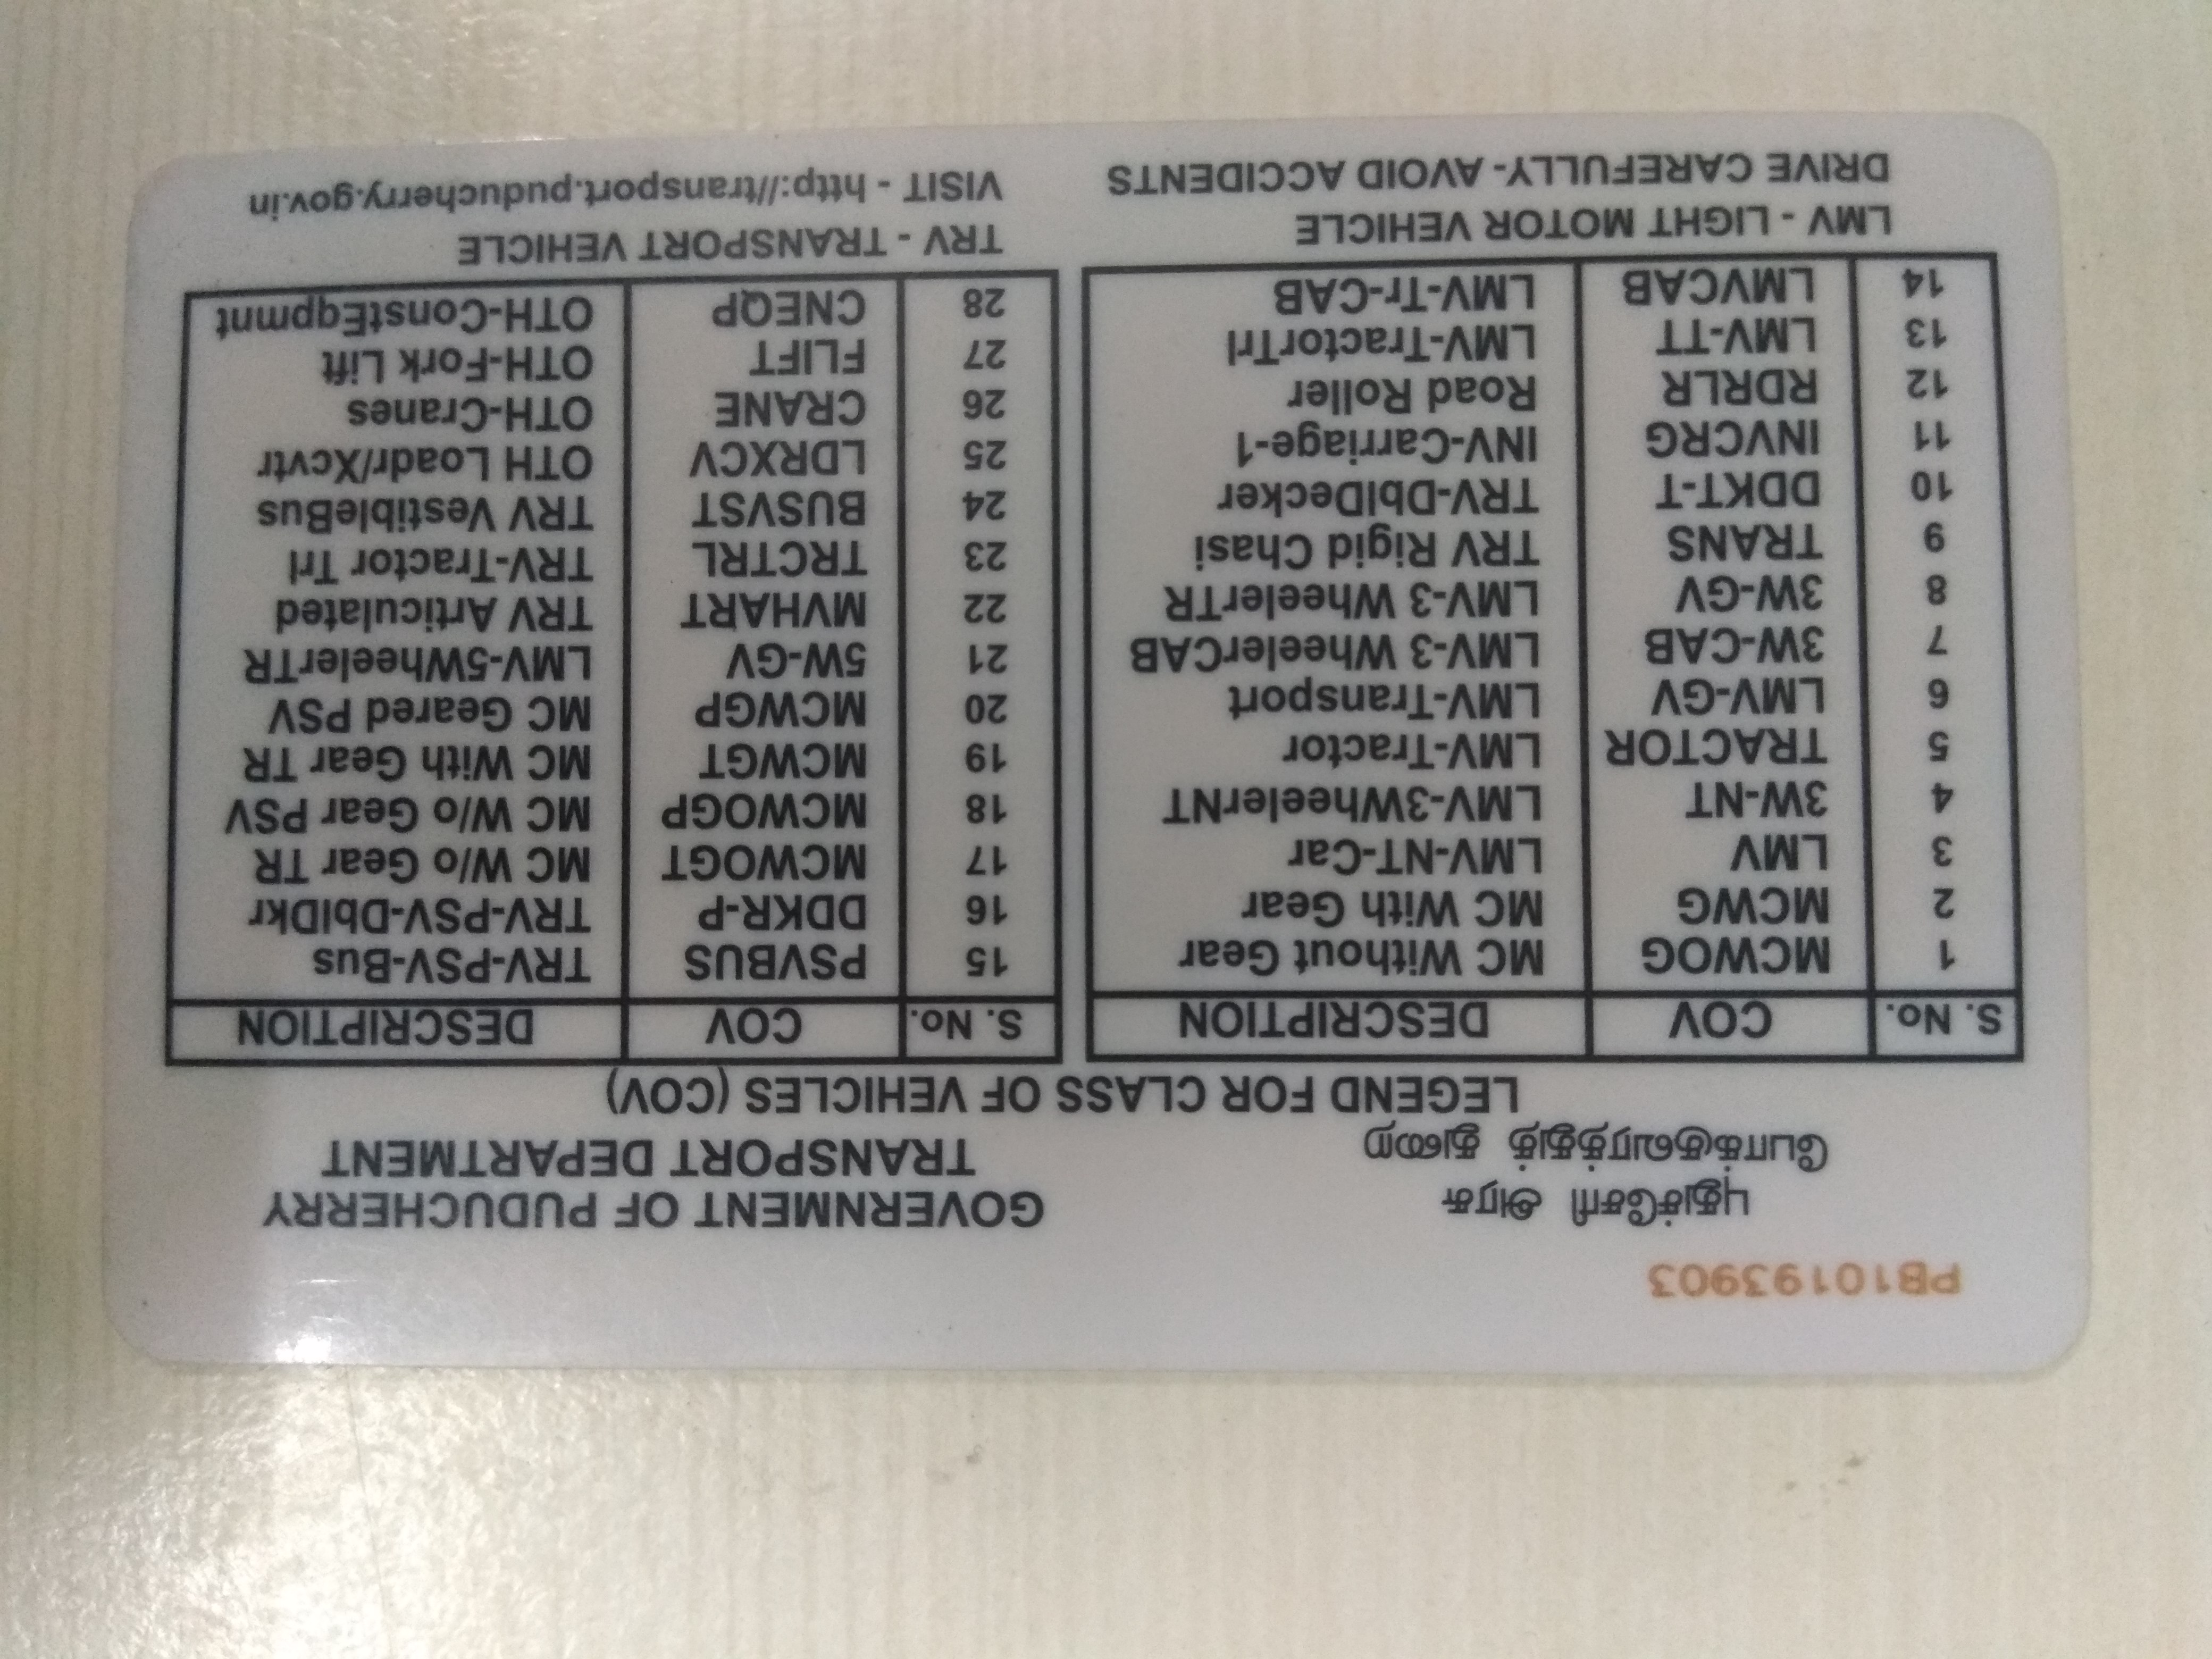 PB10193903
புதுச்சேரி அரசு GOVERNMENT OF PUDUCHERRY
போக்குவரத்துத் துறை TRANSPORT DEPARTMENT
LEGEND FOR CLASS OF VEHICLES (COV)
S. No. COV DESCRIPTION
1 MCWOG MC Without Gear
2 MCWG MC With Gear
3 LMV LMV-NT-Car
4 3W-NT LMV-3WheelerNT
5 TRACTOR LMV-Tractor
6 LMV-GV LMV-Transport
7 3W-CAB LMV-3 WheelerCAB
8 3W-GV LMV-3 WheelerTR
9 TRANS TRV Rigid Chasi
10 DDKT-T TRV-DblDecker
11 INVCRG INV-Carriage-1
12 RDRLR Road Roller
13 LMV-TT LMV-TractorTrl
14 LMVCAB LMV-Tr-CAB
S. No. COV DESCRIPTION
15 PSVBUS TRV-PSV-Bus
16 DDKR-P TRV-PSV-DblDkr
17 MCWOGT MC W/o Gear TR
18 MCWOGP MC W/o Gear PSV
19 MCWGT MC With Gear TR
20 MCWGP MC Geared PSV
21 5W-GV LMV-5WheelerTR
22 MVHART TRV Articulated
23 TRCTRL TRV-Tractor Trl
24 BUSVST TRV VestibleBus
25 LDRXCV OTH Loadr/Xcvtr
26 CRANE OTH-Cranes
27 FLIFT OTH-Fork Lift
28 CNEQP OTH-ConstEqpmnt
LMV - LIGHT MOTOR VEHICLE TRV - TRANSPORT VEHICLE
DRIVE CAREFULLY- AVOID ACCIDENTS VISIT - http://transport.puducherry.gov.in